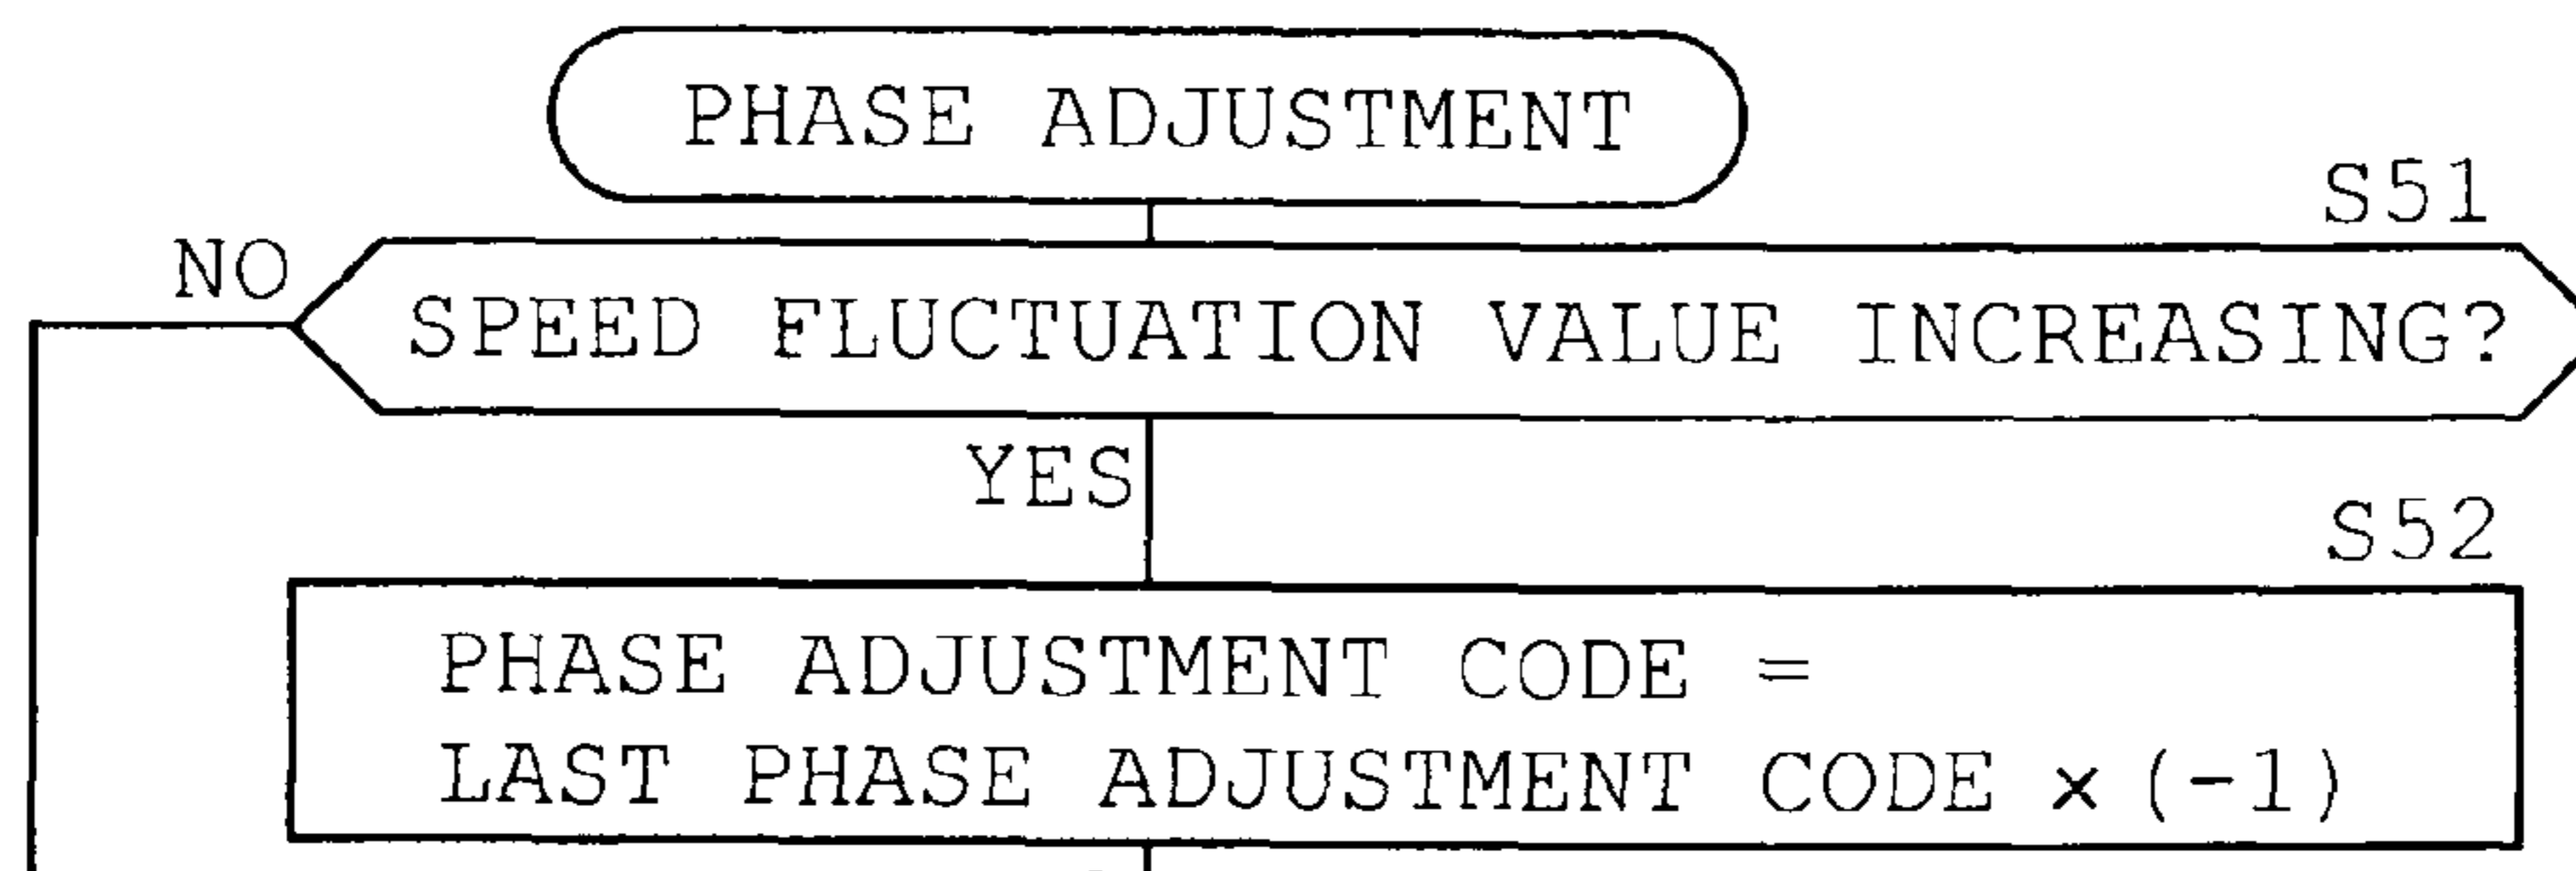 PHASE ADJUSTMENT
S51
NO
SPEED FLUCTUATION VALUE INCREASING?
YES
S52
PHASE ADJUSTMENT CODE =
LAST PHASE ADJUSTMENT CODE × (-1)